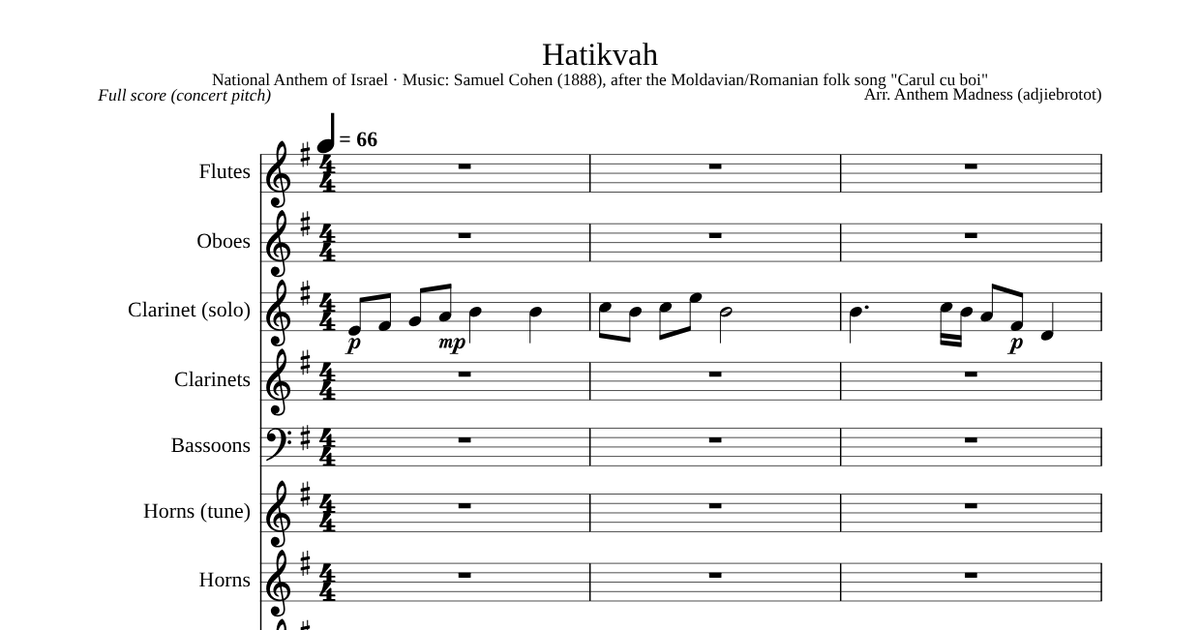 Hatikvah
National Anthem of Israel · Music: Samuel Cohen (1888), after the Moldavian/Romanian folk song "Carul cu boi"
Full score (concert pitch)
Arr. Anthem Madness (adjiebrotot)
= 66
Flutes
Oboes
Clarinet (solo)
p mp p
Clarinets
Bassoons
Horns (tune)
Horns